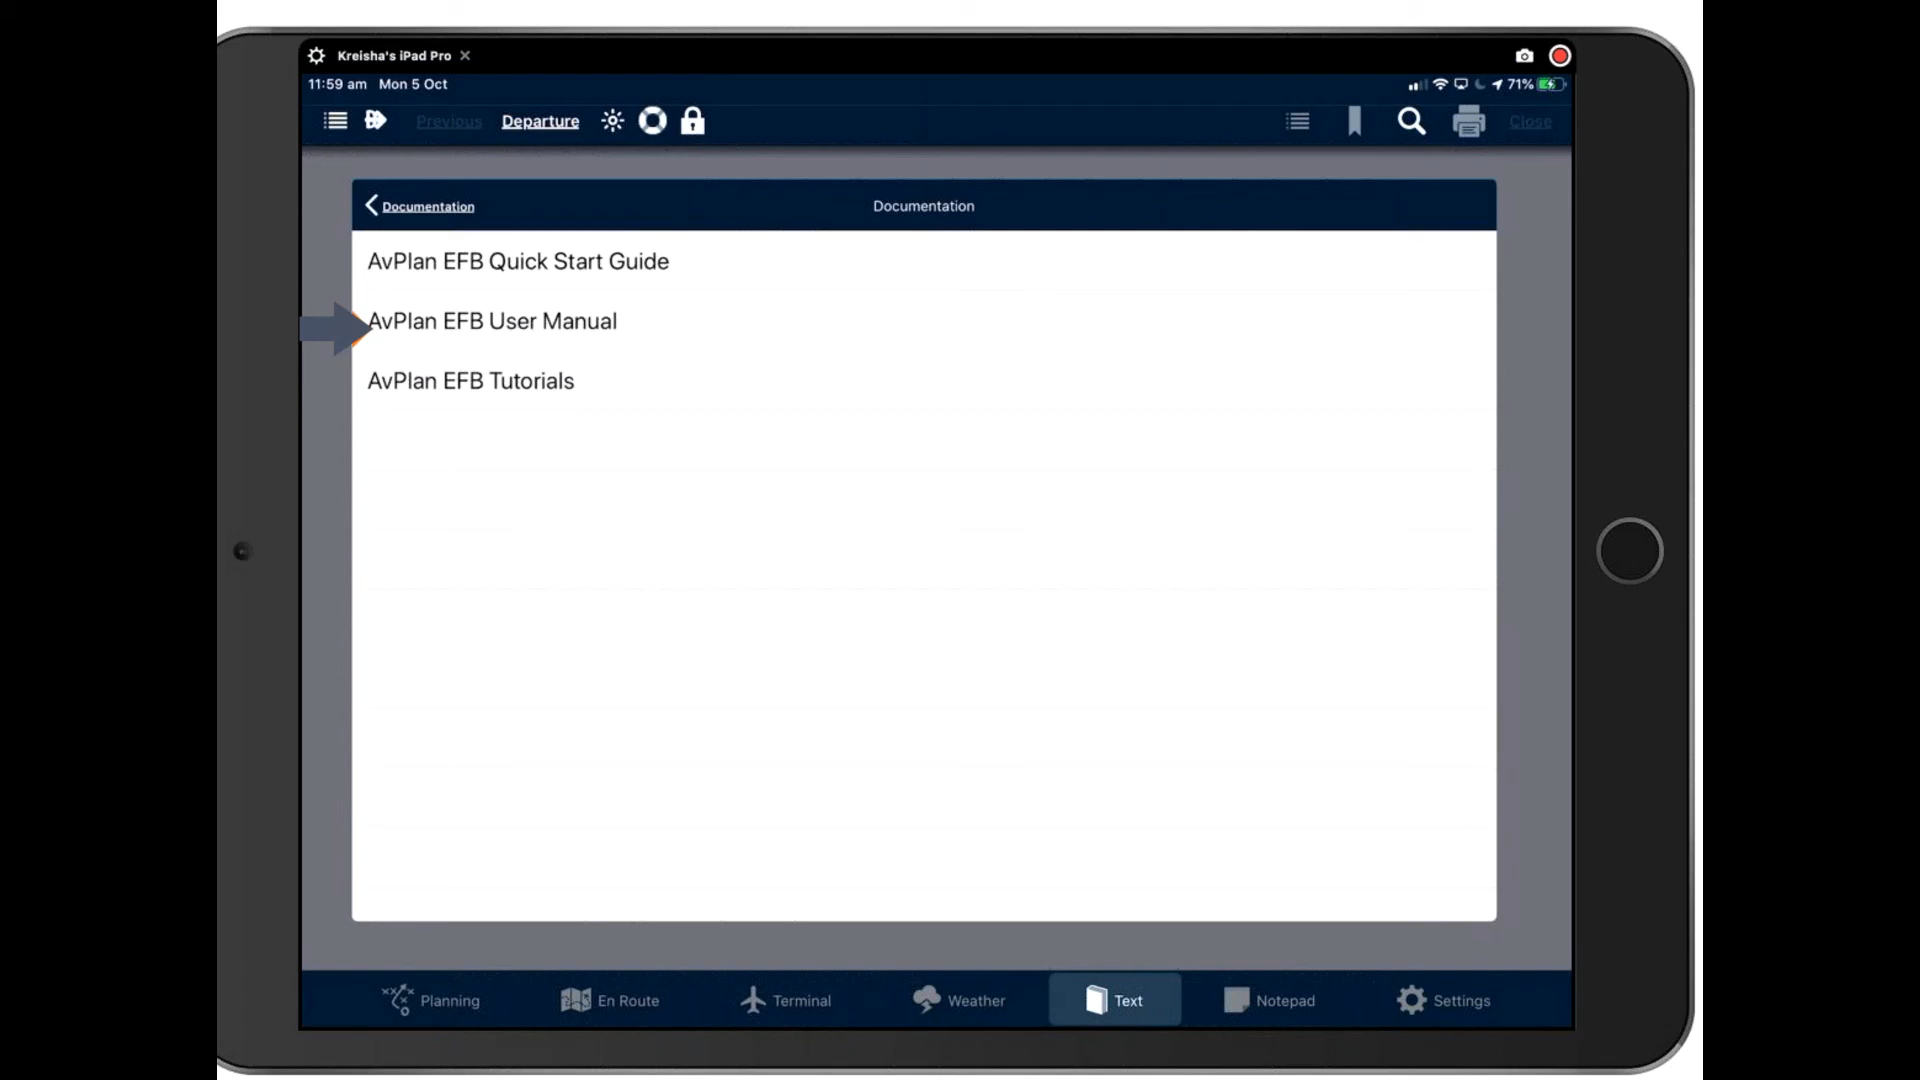 Kreisha's iPad Pro
11:59 am Mon 5 Oct
71%
Previous Departure Close
Documentation Documentation
AvPlan EFB Quick Start Guide
AvPlan EFB User Manual
AvPlan EFB Tutorials
Planning En Route Terminal Weather Text Notepad Settings